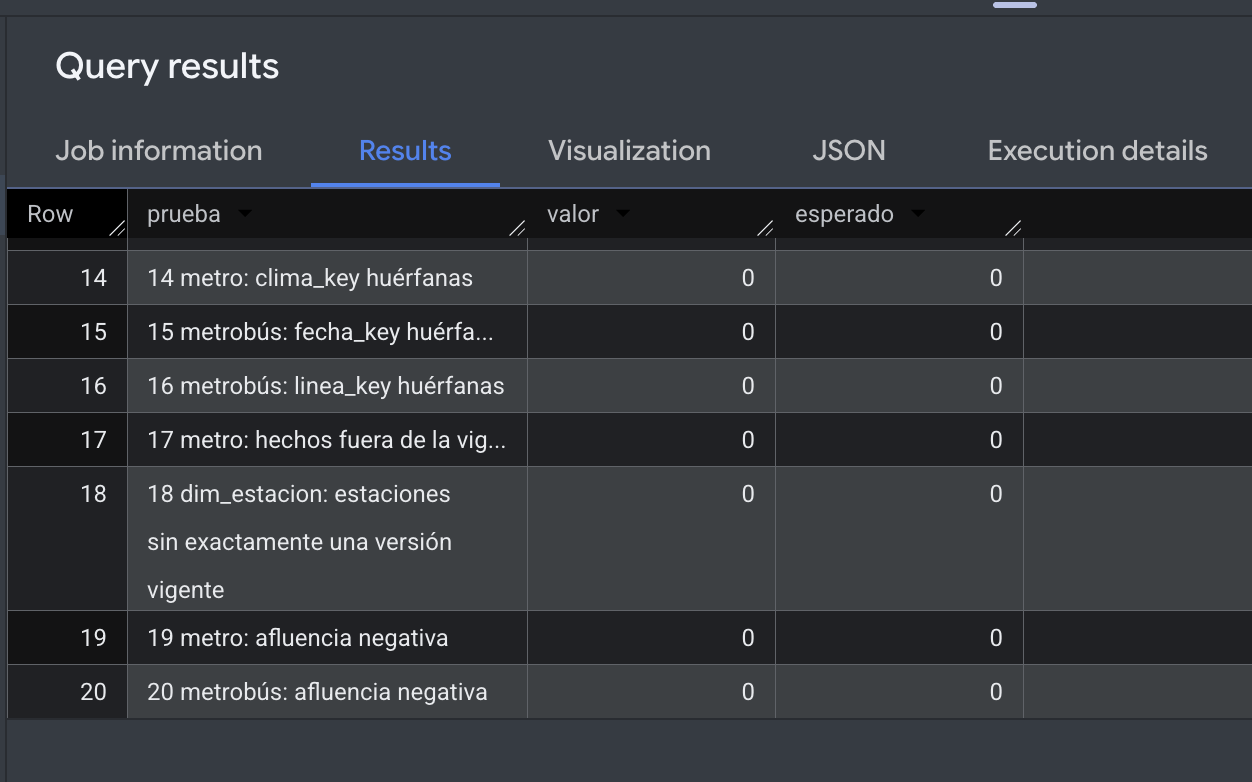 Query results
Job information Results Visualization JSON Execution details
Row prueba valor esperado
14 14 metro: clima_key huérfanas 0 0
15 15 metrobús: fecha_key huérfa... 0 0
16 16 metrobús: linea_key huérfanas 0 0
17 17 metro: hechos fuera de la vig... 0 0
18 18 dim_estacion: estaciones 0 0
sin exactamente una versión
vigente
19 19 metro: afluencia negativa 0 0
20 20 metrobús: afluencia negativa 0 0